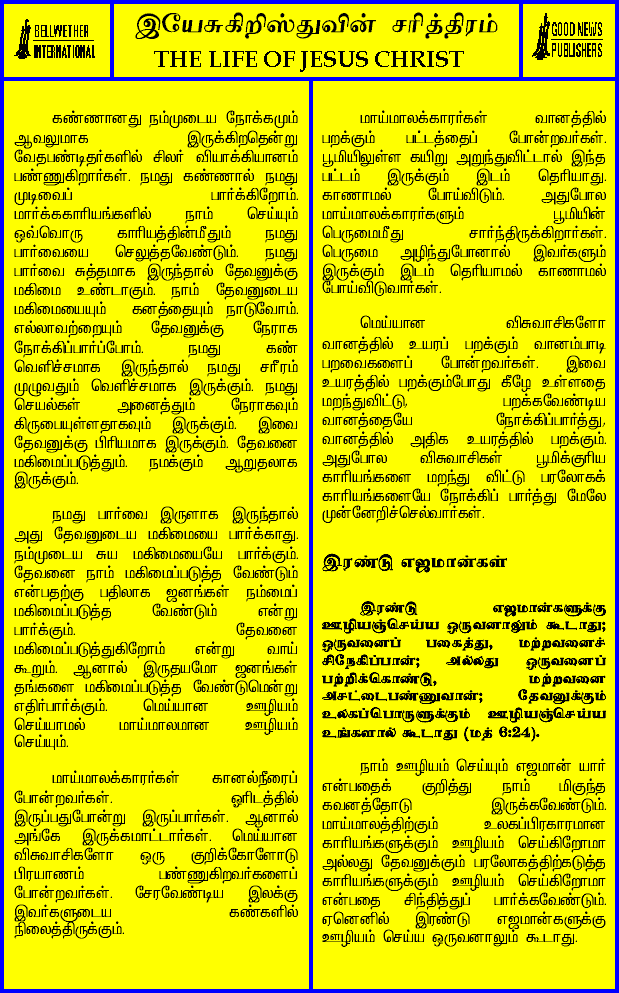 BELLWETHER
INTERNATIONAL
இயேசுகிறிஸ்துவின் சரித்திரம்
THE LIFE OF JESUS CHRIST
GOOD NEWS
PUBLISHERS
கண்ணானது நம்முடைய நோக்கமும்
ஆவலுமாக இருக்கிறதென்று
வேதபண்டிதர்களில் சிலர் வியாக்கியானம்
பண்ணுகிறார்கள். நமது கண்ணால் நமது
முடிவைப் பார்க்கிறோம்.
மார்க்ககாரியங்களில் நாம் செய்யும்
ஒவ்வொரு காரியத்தின்மீதும் நமது
பார்வையை செலுத்தவேண்டும். நமது
பார்வை சுத்தமாக இருந்தால் தேவனுக்கு
மகிமை உண்டாகும். நாம் தேவனுடைய
மகிமையையும் கனத்தையும் நாடுவோம்.
எல்லாவற்றையும் தேவனுக்கு நேராக
நோக்கிப்பார்ப்போம். நமது கண்
வெளிச்சமாக இருந்தால் நமது சரீரம்
முழுவதும் வெளிச்சமாக இருக்கும். நமது
செயல்கள் அனைத்தும் நேராகவும்
கிருபையுள்ளதாகவும் இருக்கும். இவை
தேவனுக்கு பிரியமாக இருக்கும். தேவனை
மகிமைப்படுத்தும். நமக்கும் ஆறுதலாக
இருக்கும்.
நமது பார்வை இருளாக இருந்தால்
அது தேவனுடைய மகிமையை பார்க்காது.
நம்முடைய சுய மகிமையையே பார்க்கும்.
தேவனை நாம் மகிமைப்படுத்த வேண்டும்
என்பதற்கு பதிலாக ஜனங்கள் நம்மைப்
மகிமைப்படுத்த வேண்டும் என்று
பார்க்கும். தேவனை
மகிமைப்படுத்துகிறோம் என்று வாய்
கூறும். ஆனால் இருதயமோ ஜனங்கள்
தங்களை மகிமைப்படுத்த வேண்டுமென்று
எதிர்பார்க்கும். மெய்யான ஊழியம்
செய்யாமல் மாய்மாலமான ஊழியம்
செய்யும்.
மாய்மாலக்காரர்கள் கானல்நீரைப்
போன்றவர்கள். ஓரிடத்தில்
இருப்பதுபோன்று இருப்பார்கள். ஆனால்
அங்கே இருக்கமாட்டார்கள். மெய்யான
விசுவாசிகளோ ஒரு குறிக்கோளோடு
பிரயாணம் பண்ணுகிறவர்களைப்
போன்றவர்கள். சேரவேண்டிய இலக்கு
இவர்களுடைய கண்களில்
நிலைத்திருக்கும்.
மாய்மாலக்காரர்கள் வானத்தில்
பறக்கும் பட்டத்தைப் போன்றவர்கள்.
பூமியிலுள்ள கயிறு அறுந்துவிட்டால் இந்த
பட்டம் இருக்கும் இடம் தெரியாது.
காணாமல் போய்விடும். அதுபோல
மாய்மாலக்காரர்களும் பூமியின்
பெருமைமீது சார்ந்திருக்கிறார்கள்.
பெருமை அழிந்துபோனால் இவர்களும்
இருக்கும் இடம் தெரியாமல் காணாமல்
போய்விடுவார்கள்.
மெய்யான விசுவாசிகளோ
வானத்தில் உயரப் பறக்கும் வானம்பாடி
பறவைகளைப் போன்றவர்கள். இவை
உயரத்தில் பறக்கும்போது கீழே உள்ளதை
மறந்துவிட்டு, பறக்கவேண்டிய
வானத்தையே நோக்கிப்பார்த்து,
வானத்தில் அதிக உயரத்தில் பறக்கும்.
அதுபோல விசுவாசிகள் பூமிக்குரிய
காரியங்களை மறந்து விட்டு பரலோகக்
காரியங்களையே நோக்கிப் பார்த்து மேலே
முன்னேறிச்செல்வார்கள்.
இரண்டு எஜமான்கள்
இரண்டு எஜமான்களுக்கு
ஊழியஞ்செய்ய ஒருவனாலும் கூடாது;
ஒருவனைப் பகைத்து, மற்றவனைச்
சிநேகிப்பான்; அல்லது ஒருவனைப்
பற்றிக்கொண்டு, மற்றவனை
அசட்டைபண்ணுவான்; தேவனுக்கும்
உலகப்பொருளுக்கும் ஊழியஞ்செய்ய
உங்களால் கூடாது (மத் 6:24).
நாம் ஊழியம் செய்யும் எஜமான் யார்
என்பதைக் குறித்து நாம் மிகுந்த
கவனத்தோடு இருக்கவேண்டும்.
மாய்மாலத்திற்கும் உலகப்பிரகாரமான
காரியங்களுக்கும் ஊழியம் செய்கிறோமா
அல்லது தேவனுக்கும் பரலோகத்திற்கடுத்த
காரியங்களுக்கும் ஊழியம் செய்கிறோமா
என்பதை சிந்தித்துப் பார்க்கவேண்டும்.
ஏனெனில் இரண்டு எஜமான்களுக்கு
ஊழியம் செய்ய ஒருவனாலும் கூடாது.